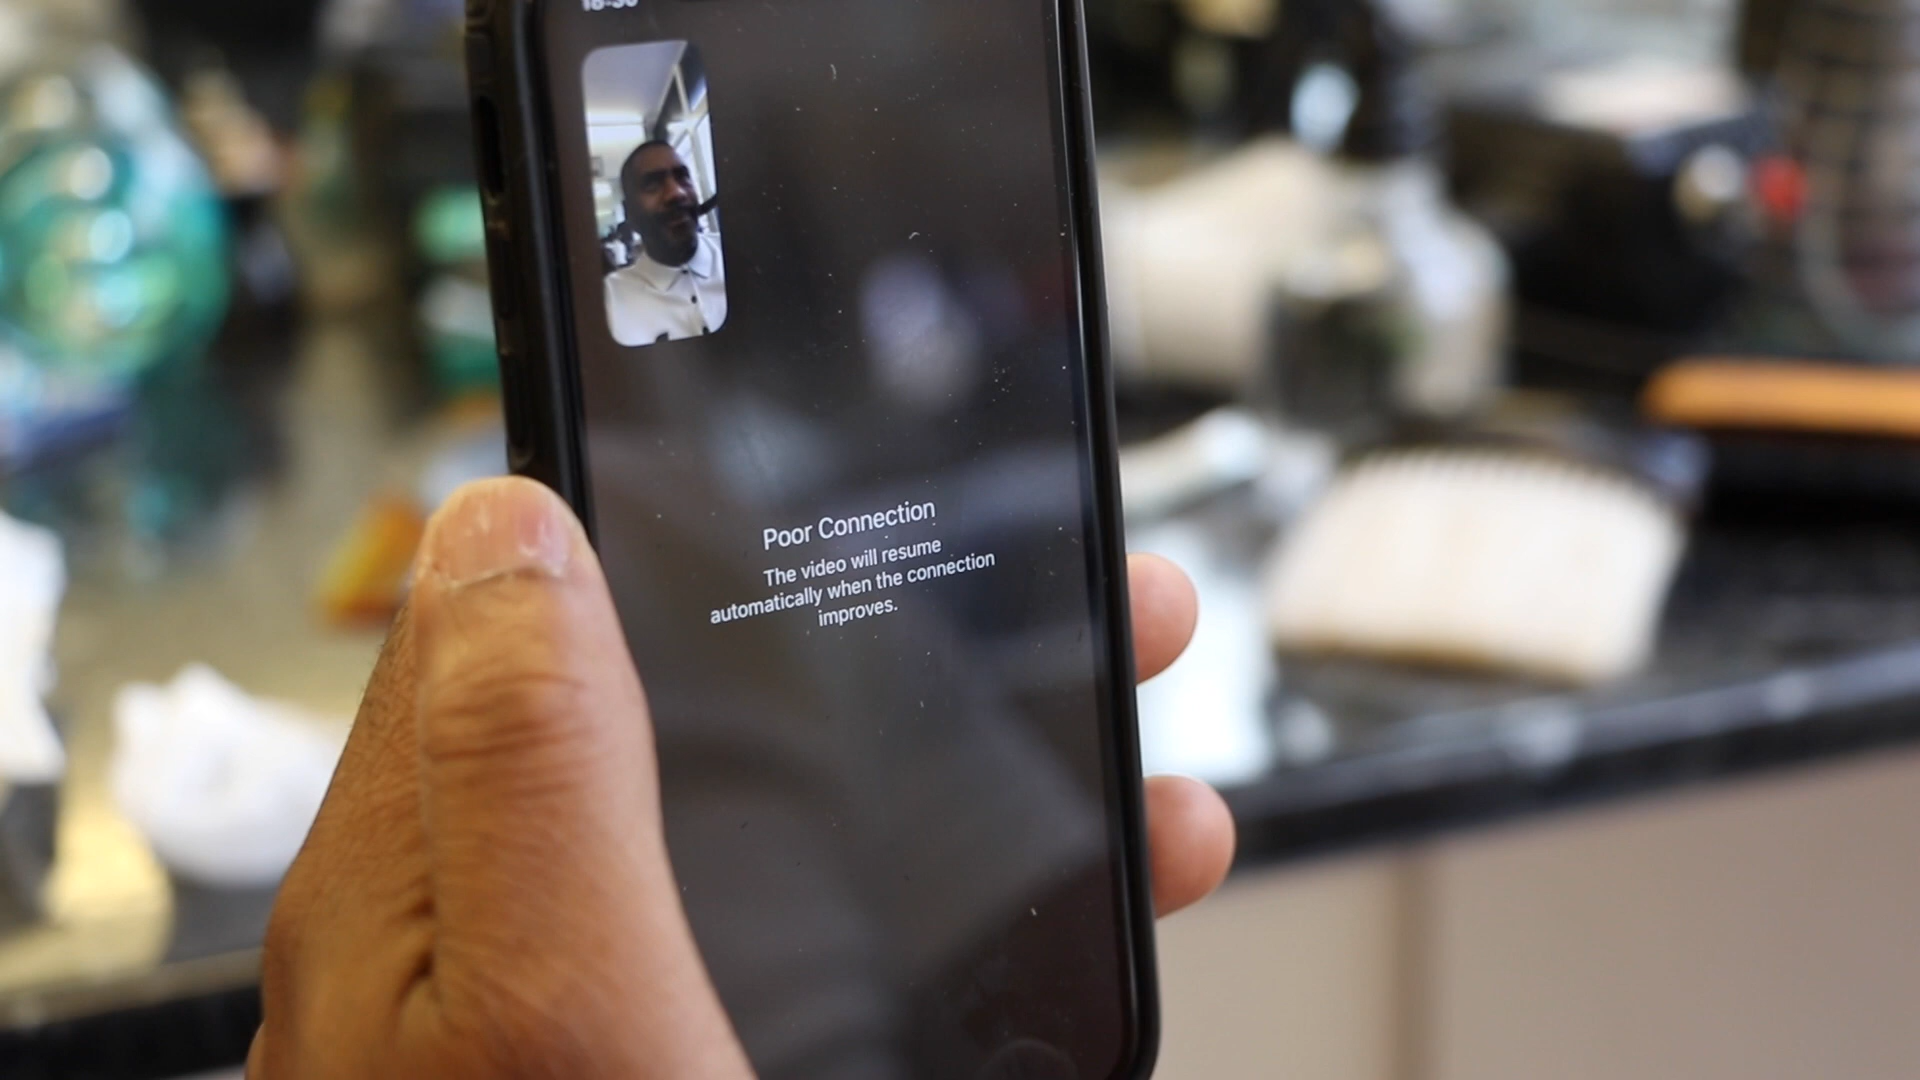 Poor Connection
The video will resume
automatically when the connection
improves.